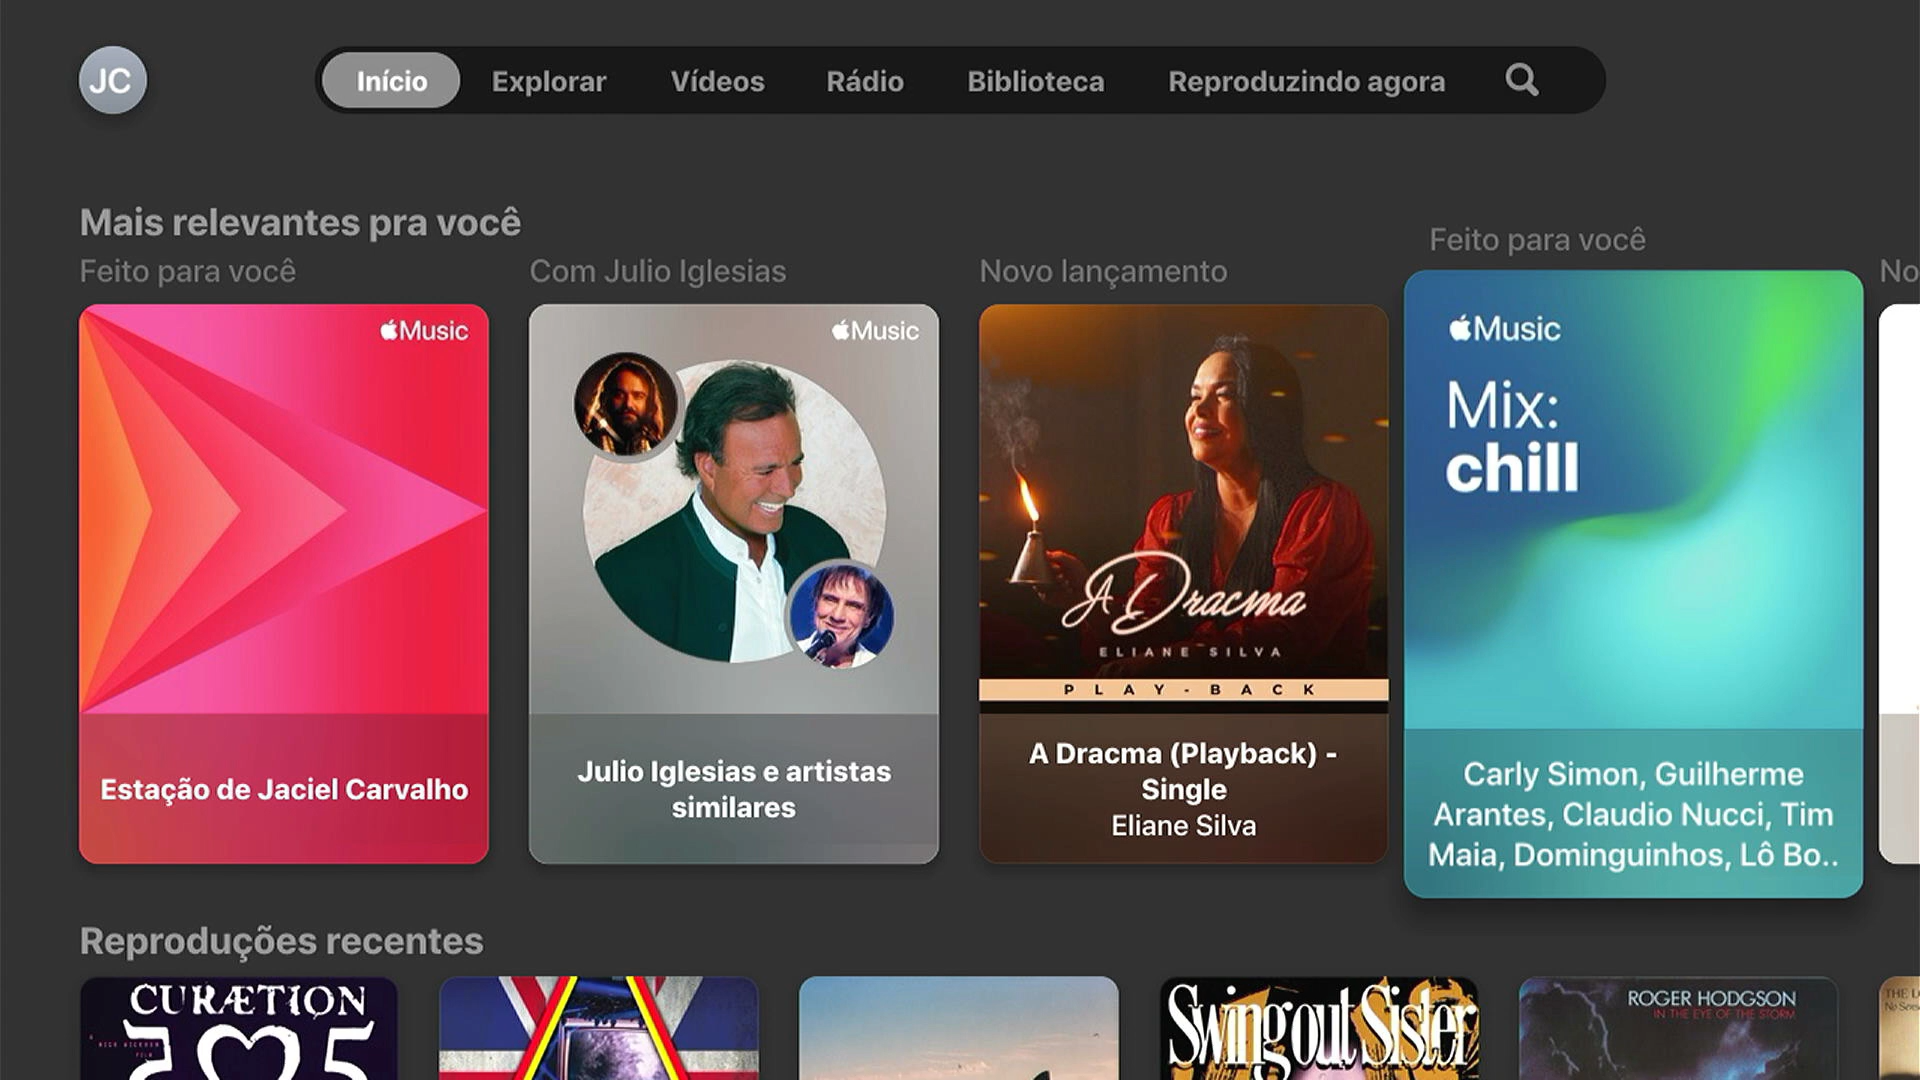 JC
Início
Explorar
Vídeos
Rádio
Biblioteca
Reproduzindo agora
Mais relevantes pra você
Feito para você
Music
Estação de Jaciel Carvalho
Com Julio Iglesias
Music
Julio Iglesias e artistas
similares
Novo lançamento
A Dracma
ELIANE SILVA
PLAY-BACK
A Dracma (Playback) -
Single
Eliane Silva
Feito para você
Music
Mix:
chill
Carly Simon, Guilherme
Arantes, Claudio Nucci, Tim
Maia, Dominguinhos, Lô Bo..
No
Reproduções recentes
CURÆTION
Swing out Sister
ROGER HODGSON
IN THE EYE OF THE STORM
THE L